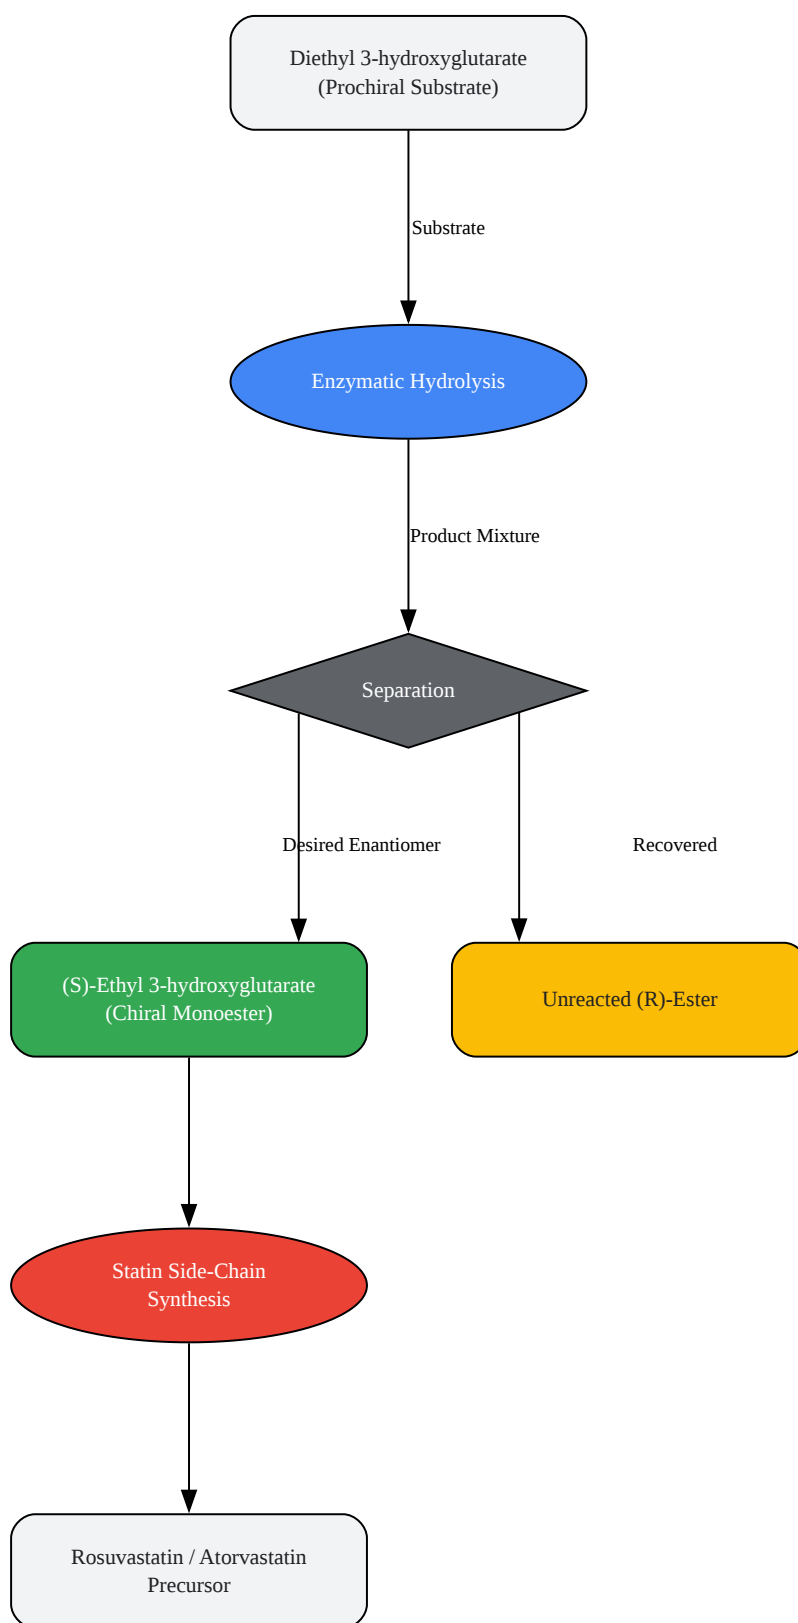 Diethyl 3-hydroxyglutarate
(Prochiral Substrate)
Substrate
Enzymatic Hydrolysis
Product Mixture
Separation
Desired Enantiomer
Recovered
(S)-Ethyl 3-hydroxyglutarate
(Chiral Monoester)
Unreacted (R)-Ester
Statin Side-Chain
Synthesis
Rosuvastatin / Atorvastatin
Precursor